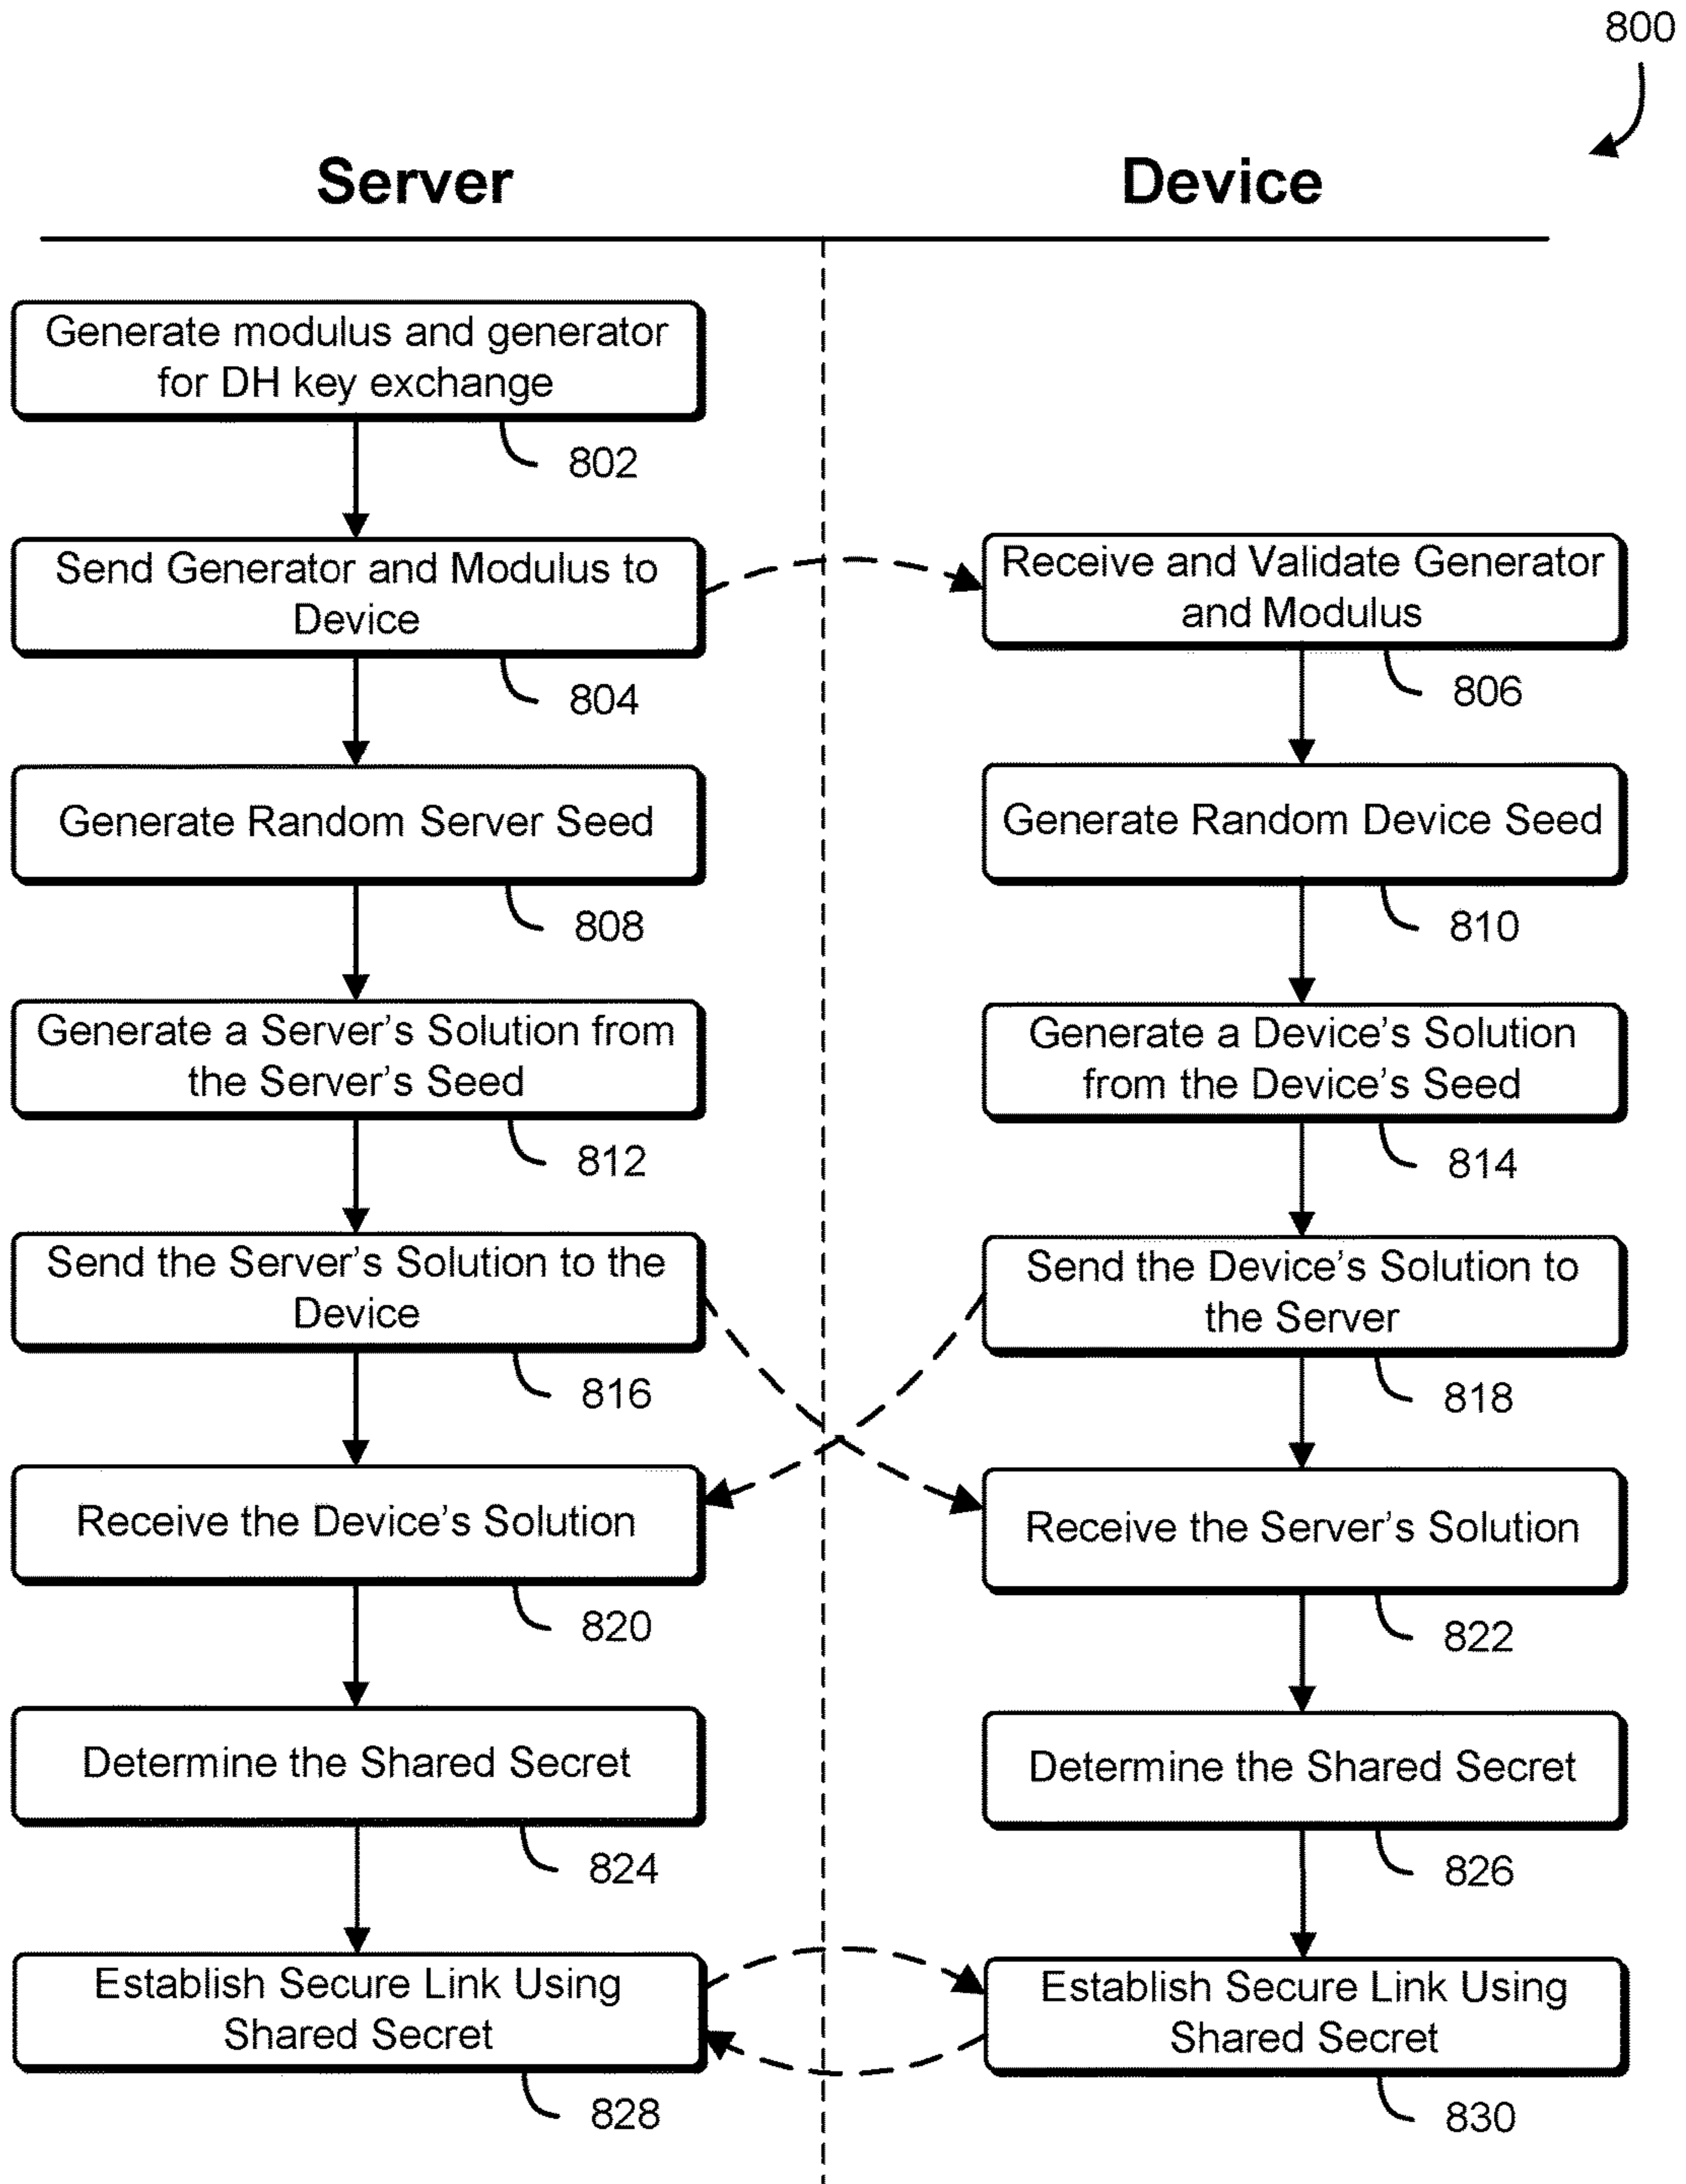 800
Server
Device
Generate modulus and generator
for DH key exchange
802
Send Generator and Modulus to
Device
804
Receive and Validate Generator
and Modulus
806
Generate Random Server Seed
808
Generate Random Device Seed
810
Generate a Server's Solution from
the Server's Seed
812
Generate a Device's Solution
from the Device's Seed
814
Send the Server's Solution to the
Device
816
Send the Device's Solution to
the Server
818
Receive the Device's Solution
820
Receive the Server's Solution
822
Determine the Shared Secret
824
Determine the Shared Secret
826
Establish Secure Link Using
Shared Secret
828
Establish Secure Link Using
Shared Secret
830